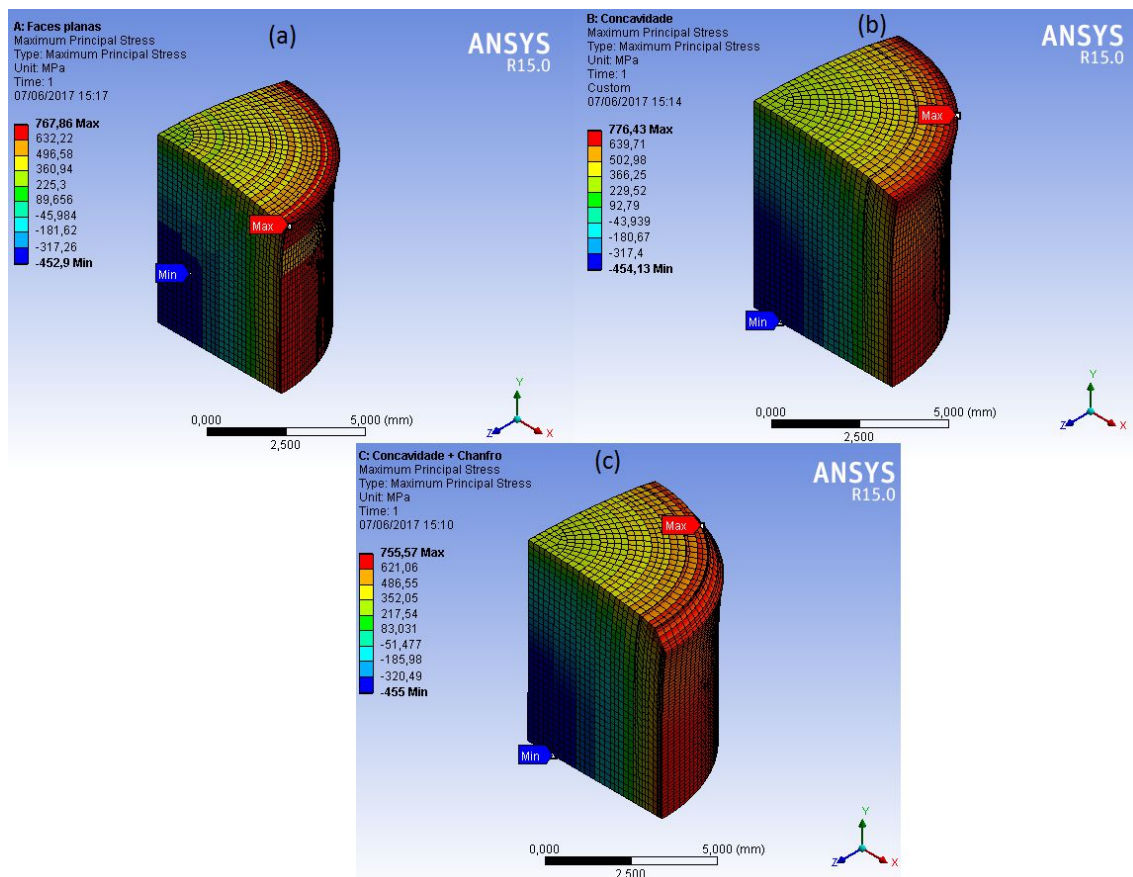 A: Faces planas
Maximum Principal Stress
Type: Maximum Principal Stress
Unit: MPa
Time: 1
07/06/2017 15:17
(a)
ANSYS
R15.0
767,86 Max
632,22
496,58
360,94
225,3
89,656
-45,984
-181,62
-317,26
-452,9 Min
Max
Min
0,000
5,000 (mm)
2,500
Y
Z
X
B: Concavidade
Maximum Principal Stress
Type: Maximum Principal Stress
Unit: MPa
Time: 1
Custom
07/06/2017 15:14
(b)
ANSYS
R15.0
776,43 Max
639,71
502,98
366,25
229,52
92,79
-43,939
-180,67
-317,4
-454,13 Min
Max
Min
0,000
5,000 (mm)
2,500
Y
Z
X
C: Concavidade + Chanfro
Maximum Principal Stress
Type: Maximum Principal Stress
Unit: MPa
Time: 1
07/06/2017 15:10
(c)
ANSYS
R15.0
755,57 Max
621,06
486,55
352,05
217,54
83,031
-51,477
-185,98
-320,49
-455 Min
Max
Min
0,000
5,000 (mm)
2,500
Y
Z
X